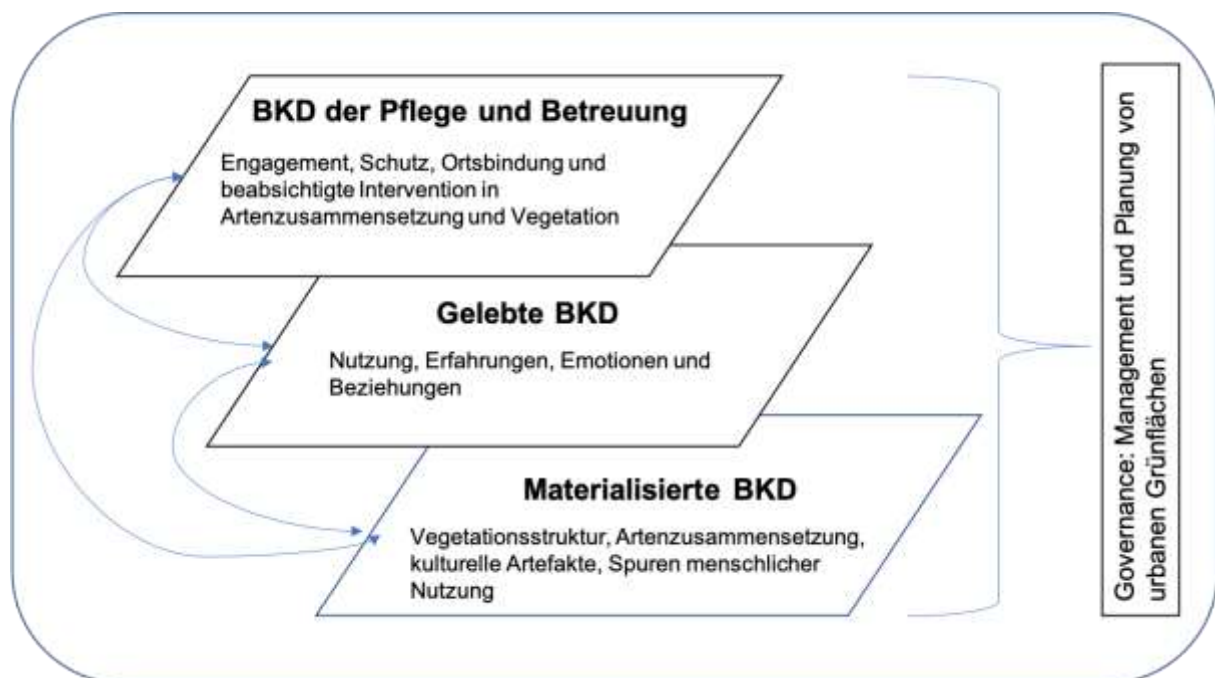 BKD der Pflege und Betreuung
Engagement, Schutz, Ortsbindung und
beabsichtigte Intervention in
Artenzusammensetzung und Vegetation
Gelebte BKD
Nutzung, Erfahrungen, Emotionen und
Beziehungen
Materialisierte BKD
Vegetationsstruktur, Artenzusammensetzung,
kulturelle Artefakte, Spuren menschlicher
Nutzung
Governance: Management und Planung von
urbanen Grünflächen